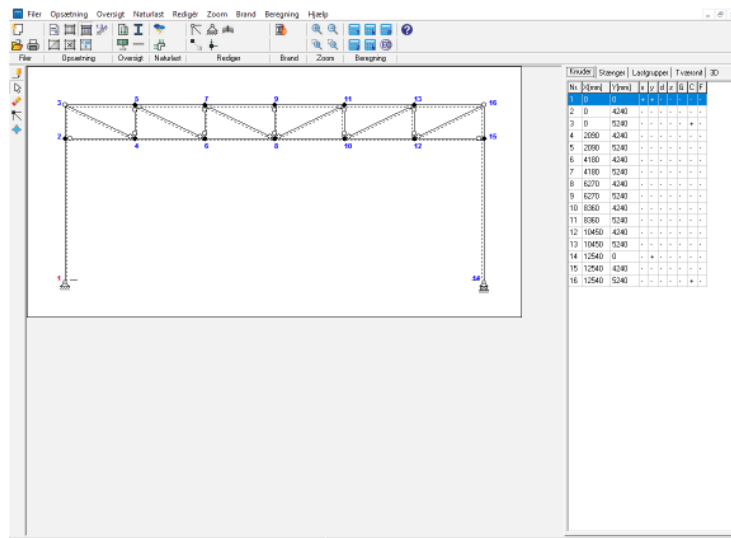 Filer Opsætning Oversigt Naturlast Redigér Zoom Brand Beregning Hjælp
Filer Opsætning Oversigt Naturlast Rediger Brand Zoom Beregning
Knuder Stænger Lastgrupper Tværsnit 3D
Nr. X[mm] Y[mm] x y d z G C F
1 0 0 + + - - - - -
2 0 4240 - - - - - - -
3 0 5240 - - - - - + -
4 2090 4240 - - - - - - -
5 2090 5240 - - - - - - -
6 4180 4240 - - - - - - -
7 4180 5240 - - - - - - -
8 6270 4240 - - - - - - -
9 6270 5240 - - - - - - -
10 8360 4240 - - - - - - -
11 8360 5240 - - - - - - -
12 10450 4240 - - - - - - -
13 10450 5240 - - - - - - -
14 12540 0 - + - - - - -
15 12540 4240 - - - - - - -
16 12540 5240 - - - - - + -
3 5 7 9 11 13 16
2 4 6 8 10 12 15
1 14